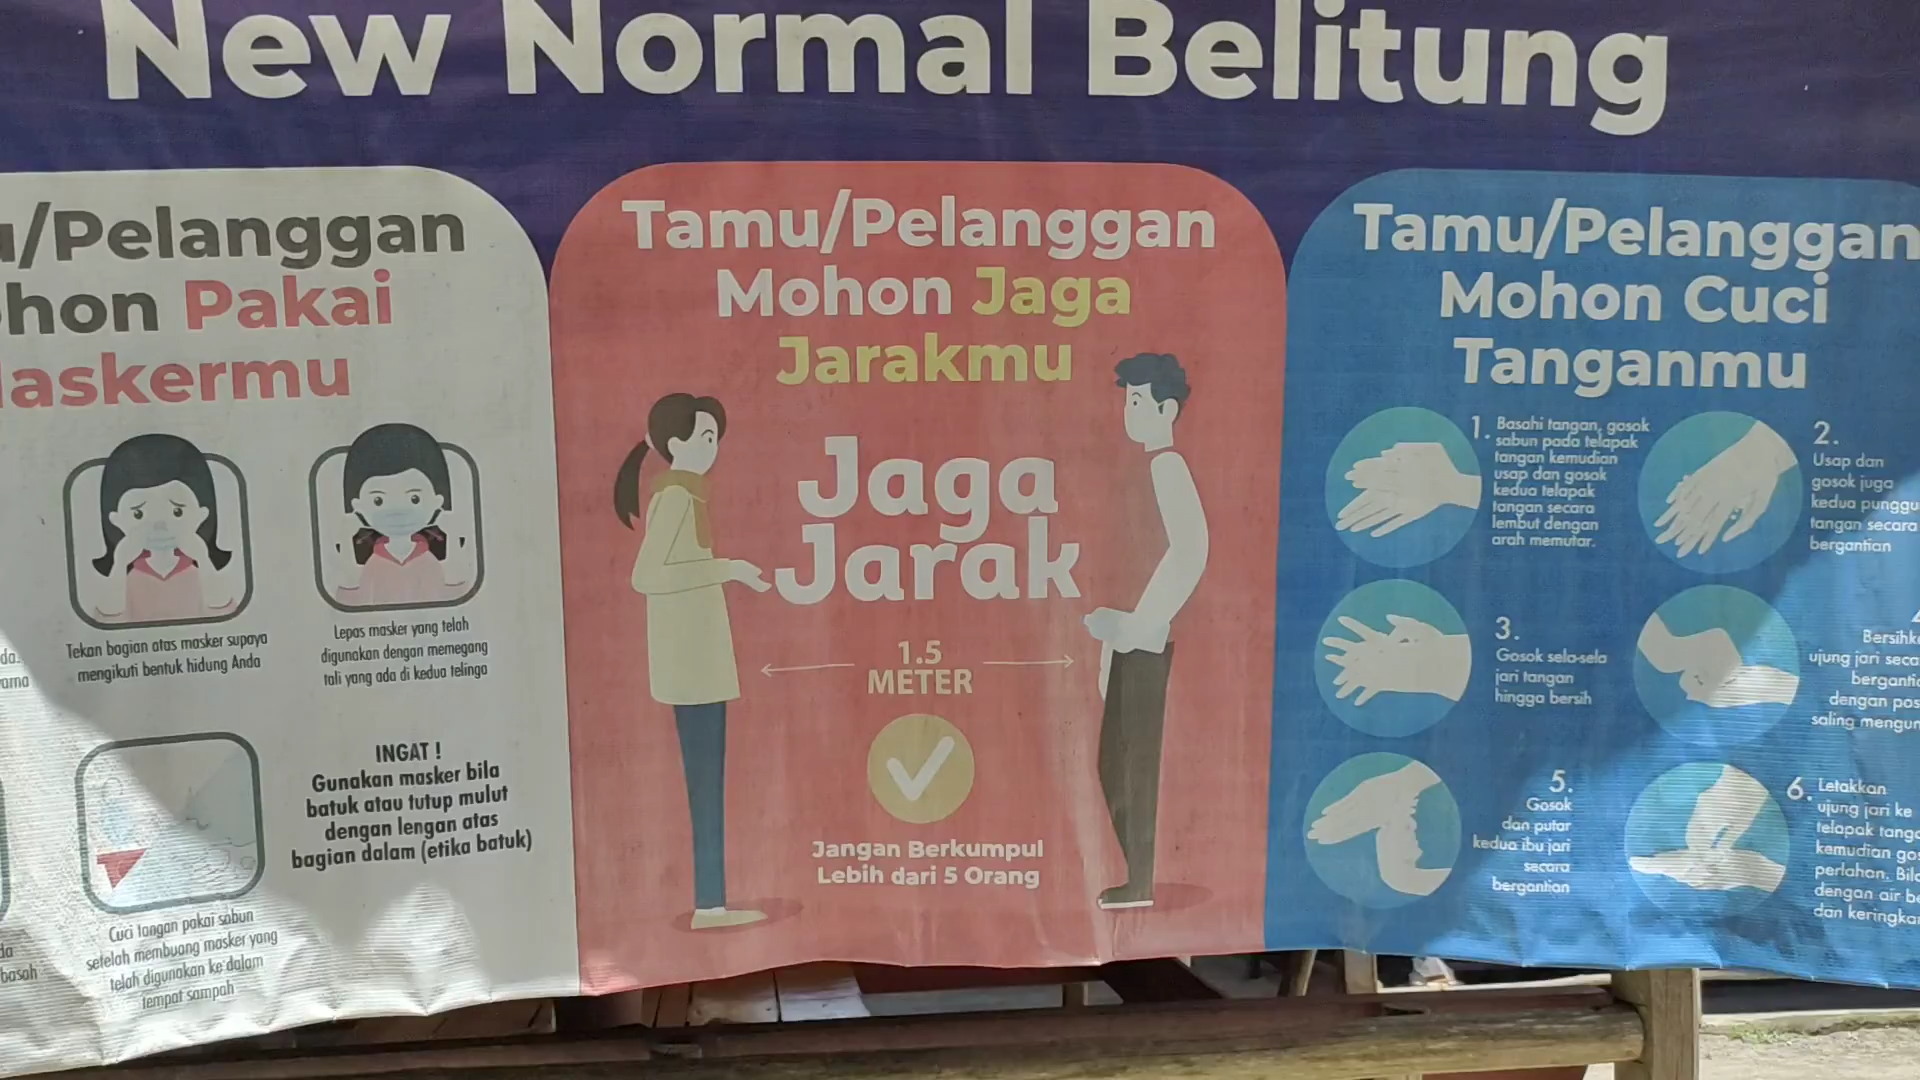 New Normal Belitung
/Pelanggan
hon Pakai
askermu
Tekan bagian atas masker supaya
mengikuti bentuk hidung Anda
Lepas masker yang telah
digunakan dengan memegang
tali yang ada di kedua telinga
Cuci tangan pakai sabun
setelah membuang masker yang
telah digunakan ke dalam
tempat sampah
basah
INGAT !
Gunakan masker bila
batuk atau tutup mulut
dengan lengan atas
bagian dalam (etika batuk)
Tamu/Pelanggan
Mohon Jaga
Jarakmu
Jaga
Jarak
1.5
METER
Jangan Berkumpul
Lebih dari 5 Orang
Tamu/Pelanggan
Mohon Cuci
Tanganmu
1. Basahi tangan, gosok
sabun pada telapak
tangan kemudian
usap dan gosok
kedua telapak
tangan secara
lembut dengan
arah memutar.
2.
Usap dan
gosok juga
kedua punggu
tangan secara
bergantian
3.
Gosok sela-sela
jari tangan
hingga bersih
Bersihk
ujung jari seca
berganti
dengan pos
saling mengun
5.
Gosok
dan putar
kedua ibu jari
secara
bergantian
6. Letakkan
ujung jari ke
telapak tanga
kemudian gos
perlahan. Bil
dengan air be
dan keringka